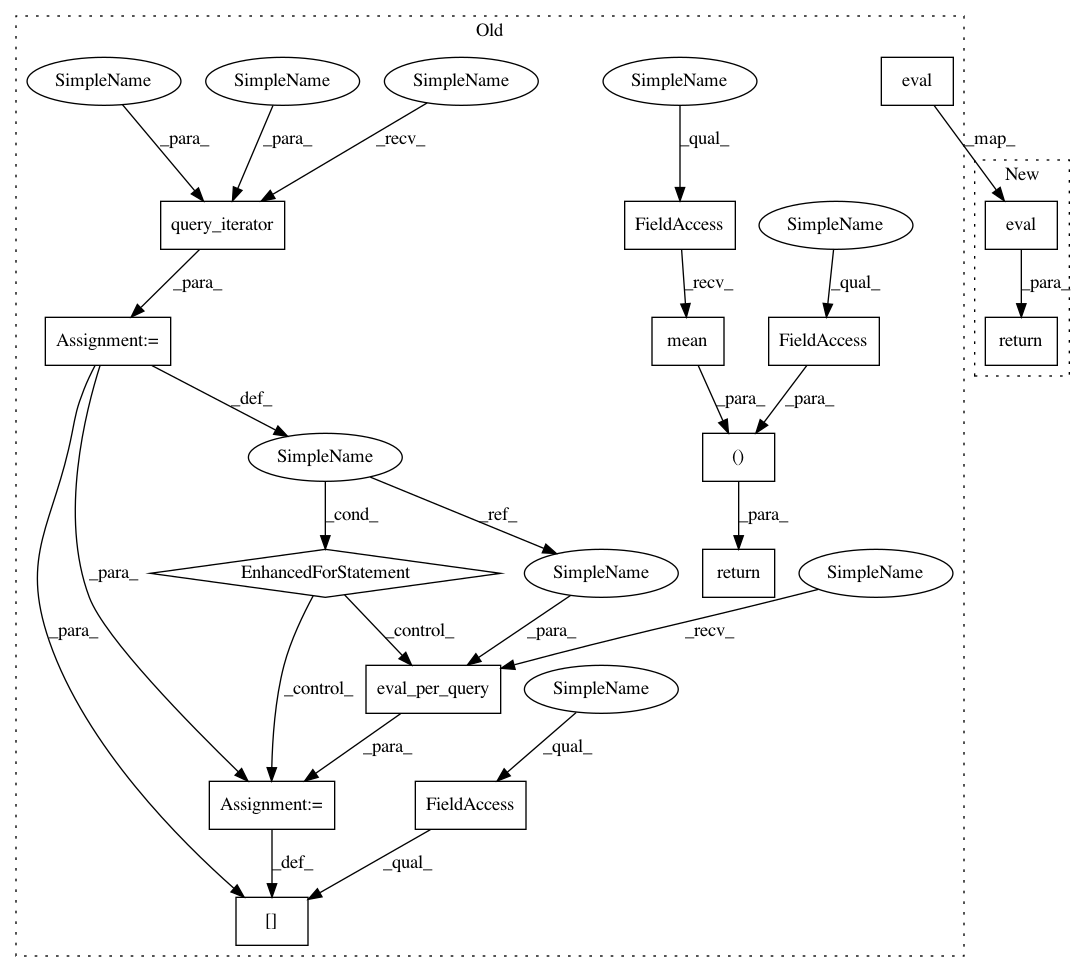 Old
SimpleName
SimpleName
SimpleName
SimpleName
eval
_para_
_para_
_recv_
_qual_
_map_
New
query_iterator
FieldAccess
SimpleName
eval
_para_
_recv_
_qual_
_para_
Assignment:=
mean
FieldAccess
return
_def_
_para_
_para_
SimpleName
()
_cond_
_ref_
_para_
EnhancedForStatement
SimpleName
return
SimpleName
_para_
_para_
_control_
_para_
_recv_
eval_per_query
SimpleName
_control_
_para_
_qual_
Assignment:=
FieldAccess
_def_
_qual_
[]